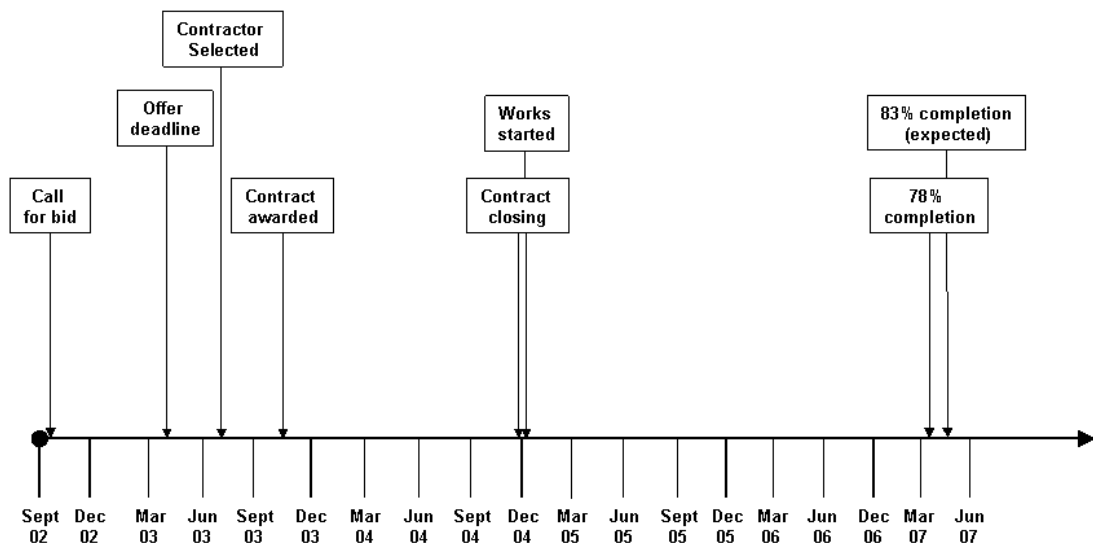 Contractor
Selected
Offer
deadline
Works
started
83% completion
(expected)
Call
for bid
Contract
awarded
Contract
closing
78%
completion
Sept Dec Mar Jun Sept Dec Mar Jun Sept Dec Mar Jun Sept Dec Mar Jun Dec Mar Jun
02 02 03 03 03 03 04 04 04 04 05 05 05 05 06 06 06 07 07